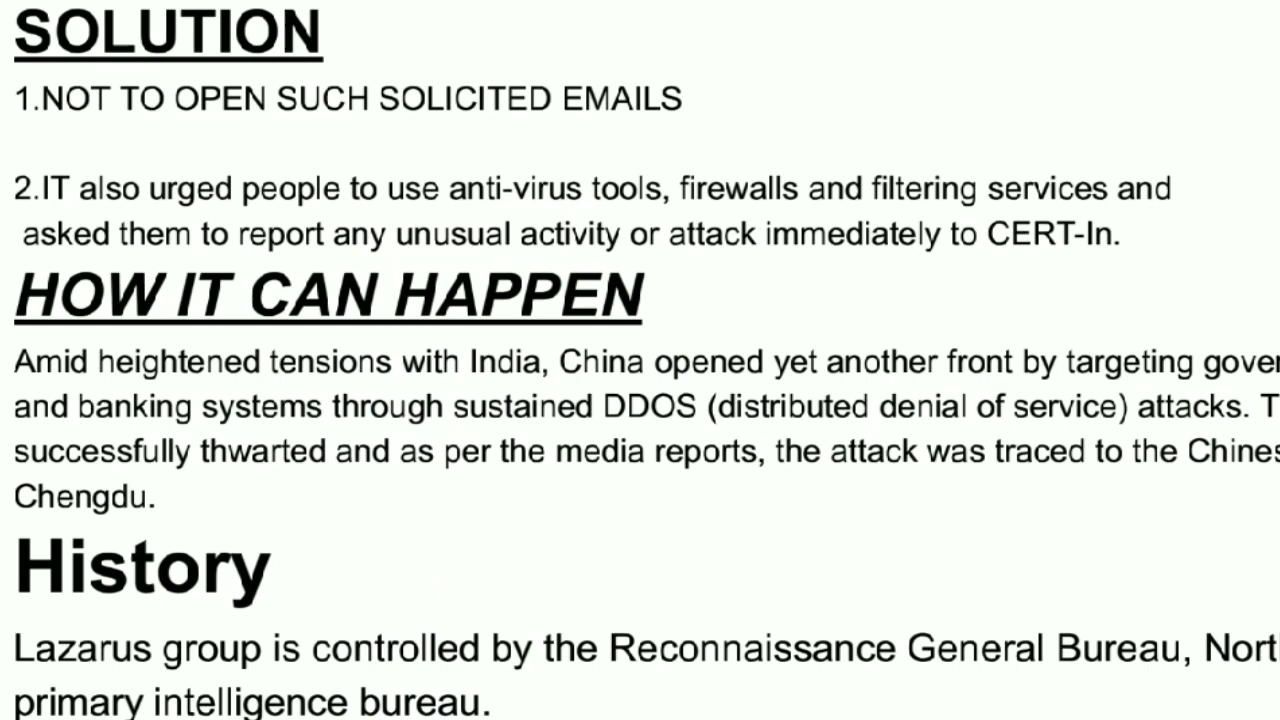 SOLUTION
1.NOT TO OPEN SUCH SOLICITED EMAILS
2.IT also urged people to use anti-virus tools, firewalls and filtering services and
asked them to report any unusual activity or attack immediately to CERT-In.
HOW IT CAN HAPPEN
Amid heightened tensions with India, China opened yet another front by targeting
and banking systems through sustained DDOS (distributed denial of service) attacks.
successfully thwarted and as per the media reports, the attack was traced to the
Chengdu.
History
Lazarus group is controlled by the Reconnaissance General Bureau,
primary intelligence bureau.